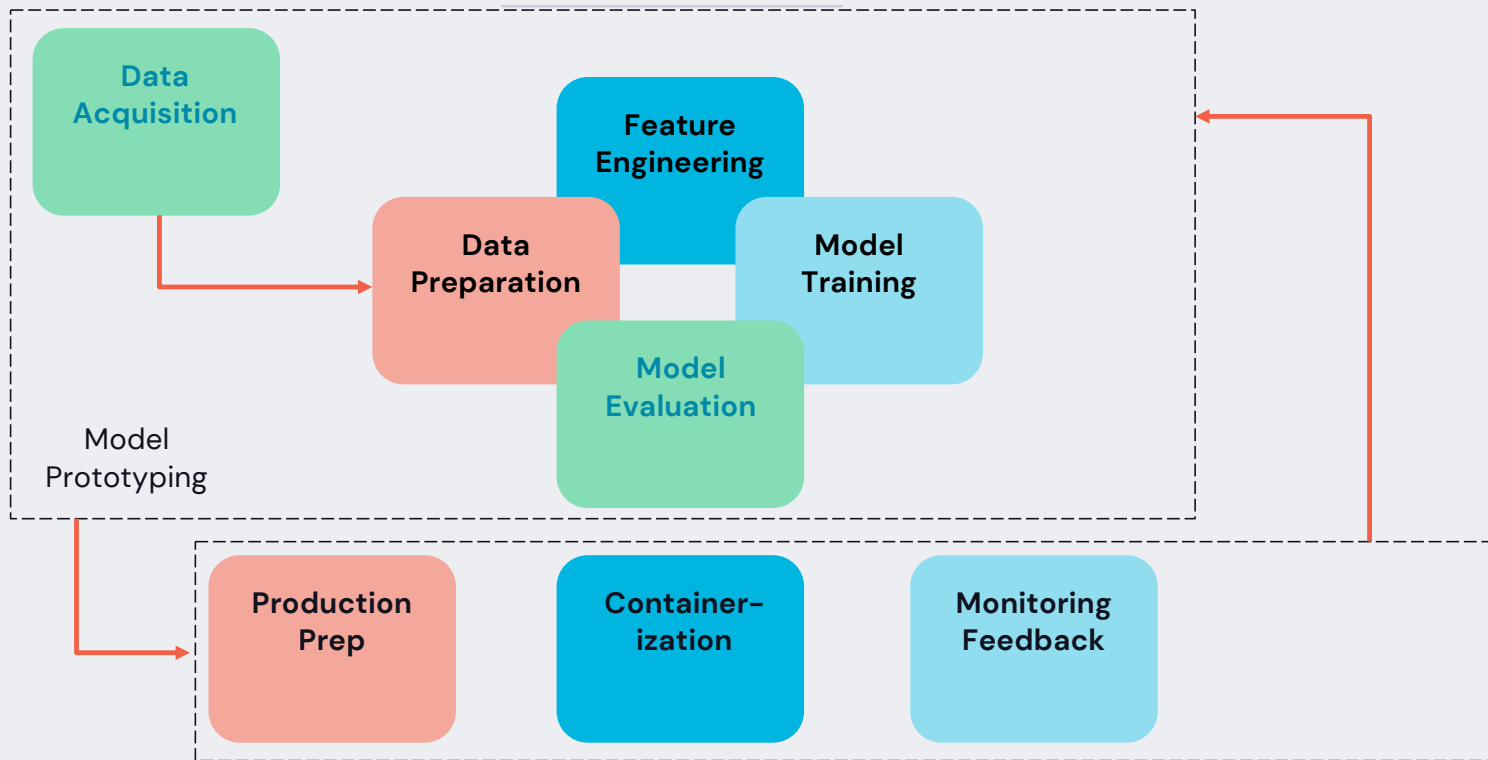 Data
Acquisition
Feature
Engineering
Data
Preparation
Model
Training
Model
Evaluation
Model
Prototyping
Production
Prep
Container-
ization
Monitoring
Feedback